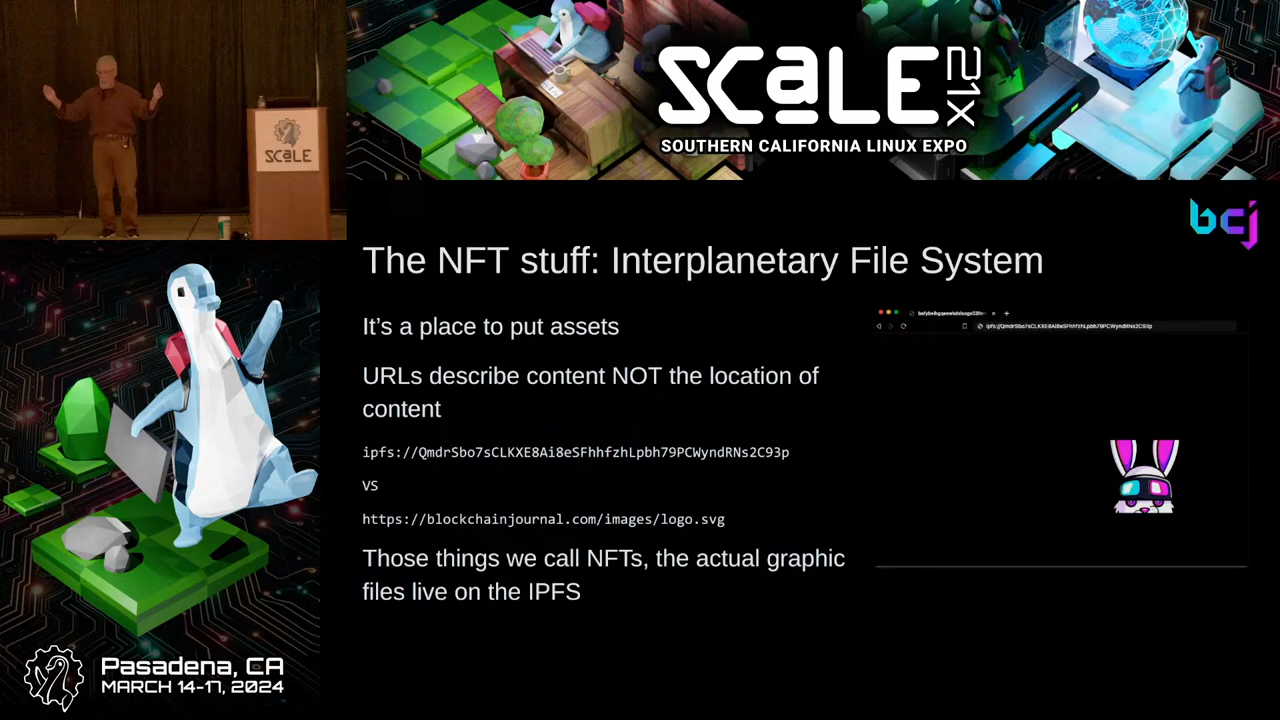 SCaLE 21x
SOUTHERN CALIFORNIA LINUX EXPO
SCaLE
bcj
The NFT stuff: Interplanetary File System
It's a place to put assets
URLs describe content NOT the location of
content
ipfs://QmdrSbo7sCLKXE8Ai8eSFhhfzhLpbh79PCWyndRNs2C93p
VS
https://blockchainjournal.com/images/logo.svg
Those things we call NFTs, the actual graphic
files live on the IPFS
Pasadena, CA
MARCH 14-17, 2024